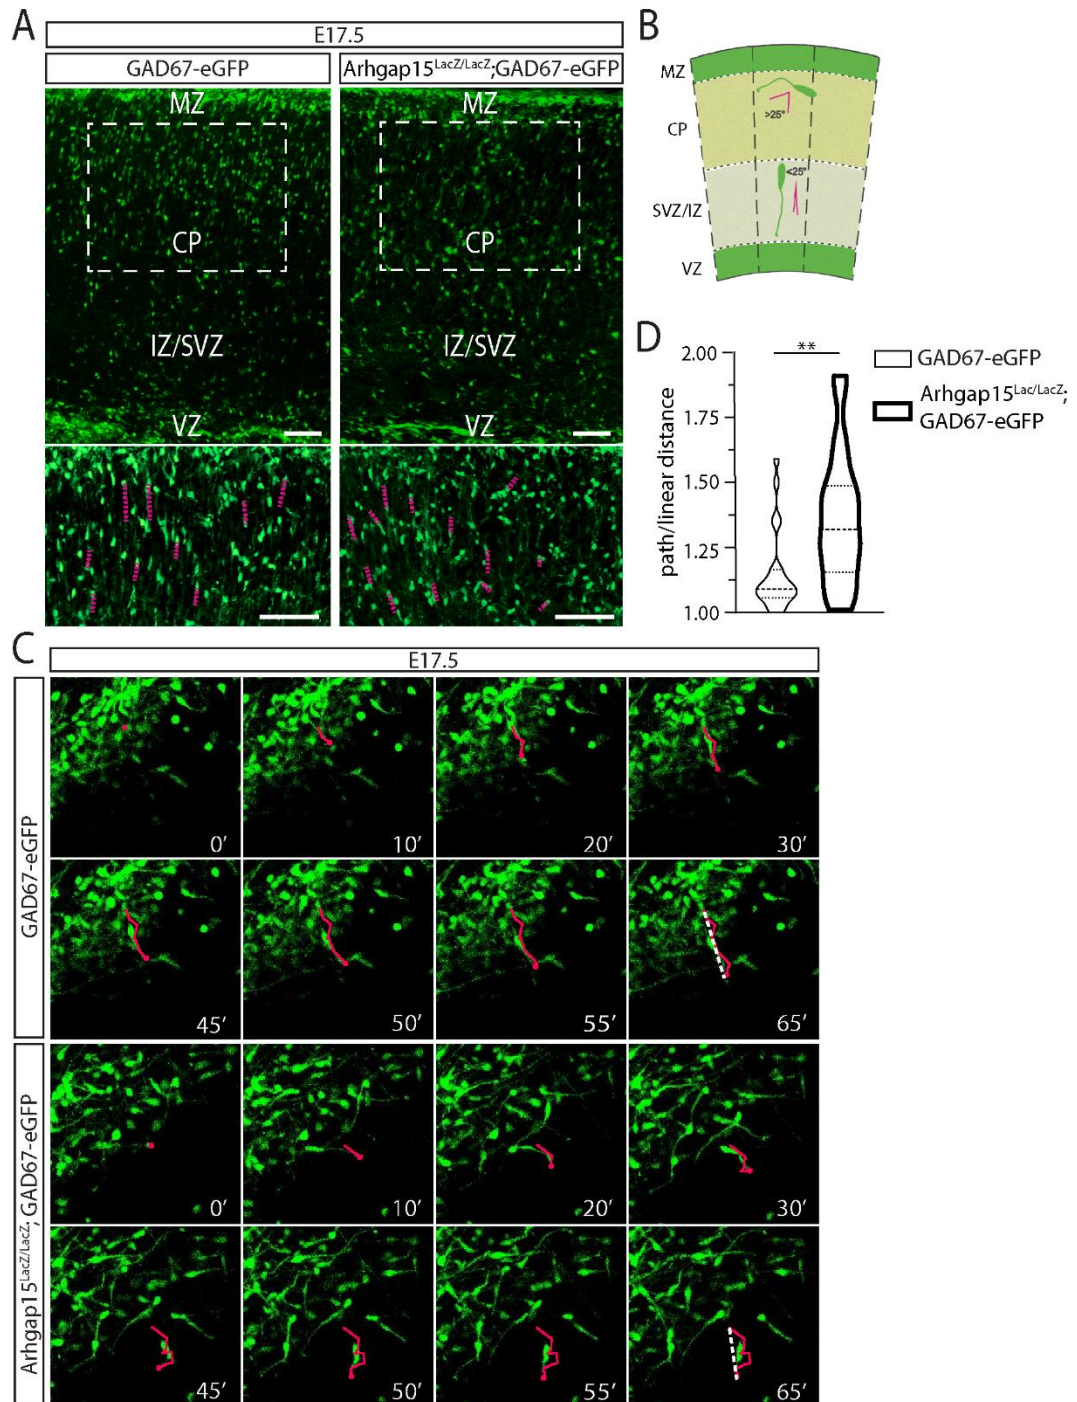 A
E17.5
GAD67-eGFP
Arhgap15LacZ/LacZ;GAD67-eGFP
MZ
MZ
CP
CP
IZ/SVZ
IZ/SVZ
VZ
VZ
B
MZ
CP
SVZ/IZ
VZ
>25°
<25°
D
path/linear distance
2.00
1.75
1.50
1.25
1.00
**
GAD67-eGFP
Arhgap15Lac/LacZ;
GAD67-eGFP
C
E17.5
GAD67-eGFP
0’
10’
20’
30’
45’
50’
55’
65’
Arhgap15LacZ/LacZ; GAD67-eGFP
0’
10’
20’
30’
45’
50’
55’
65’